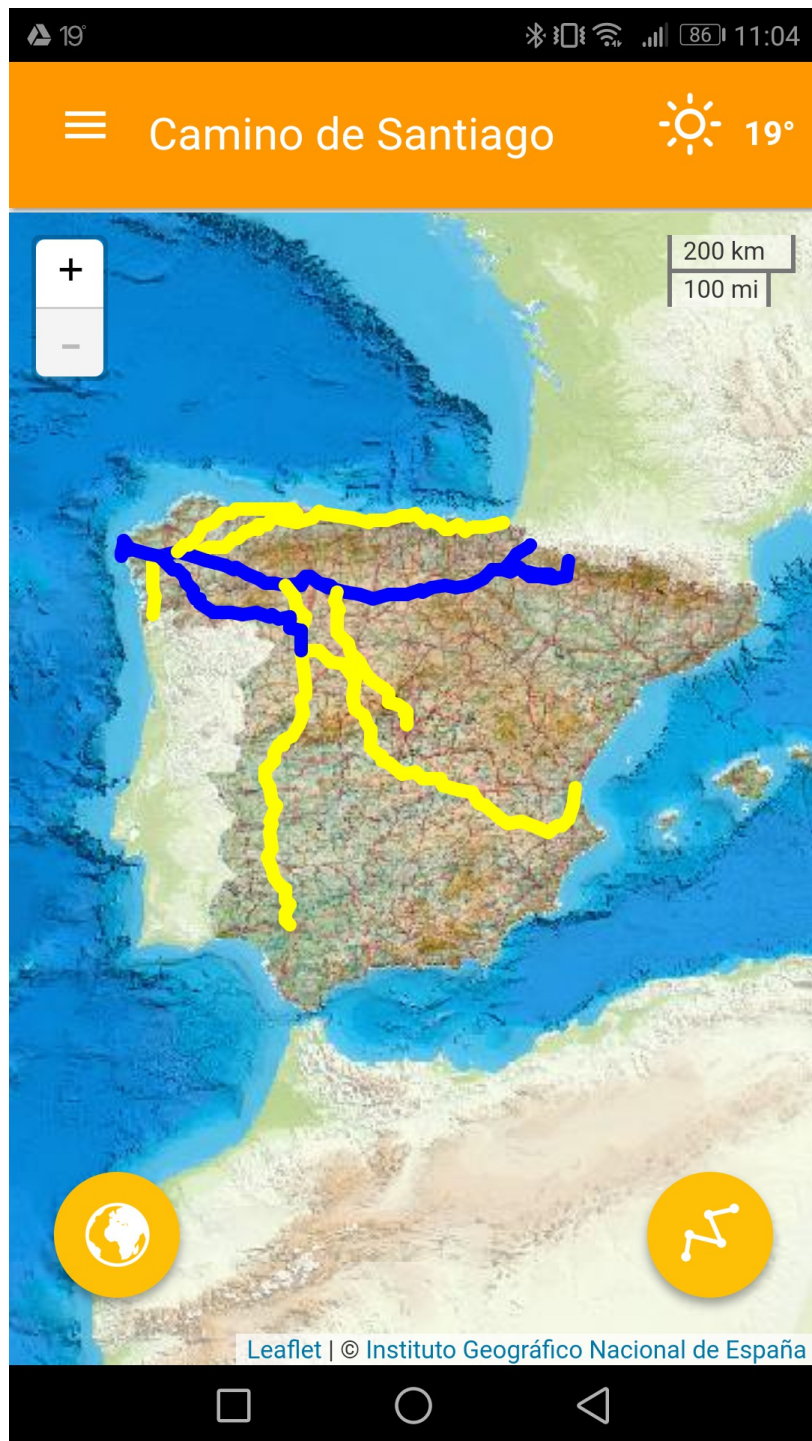 19° 86 11:04
Camino de Santiago 19°
+
200 km
100 mi
−
Leaflet | © Instituto Geográfico Nacional de España